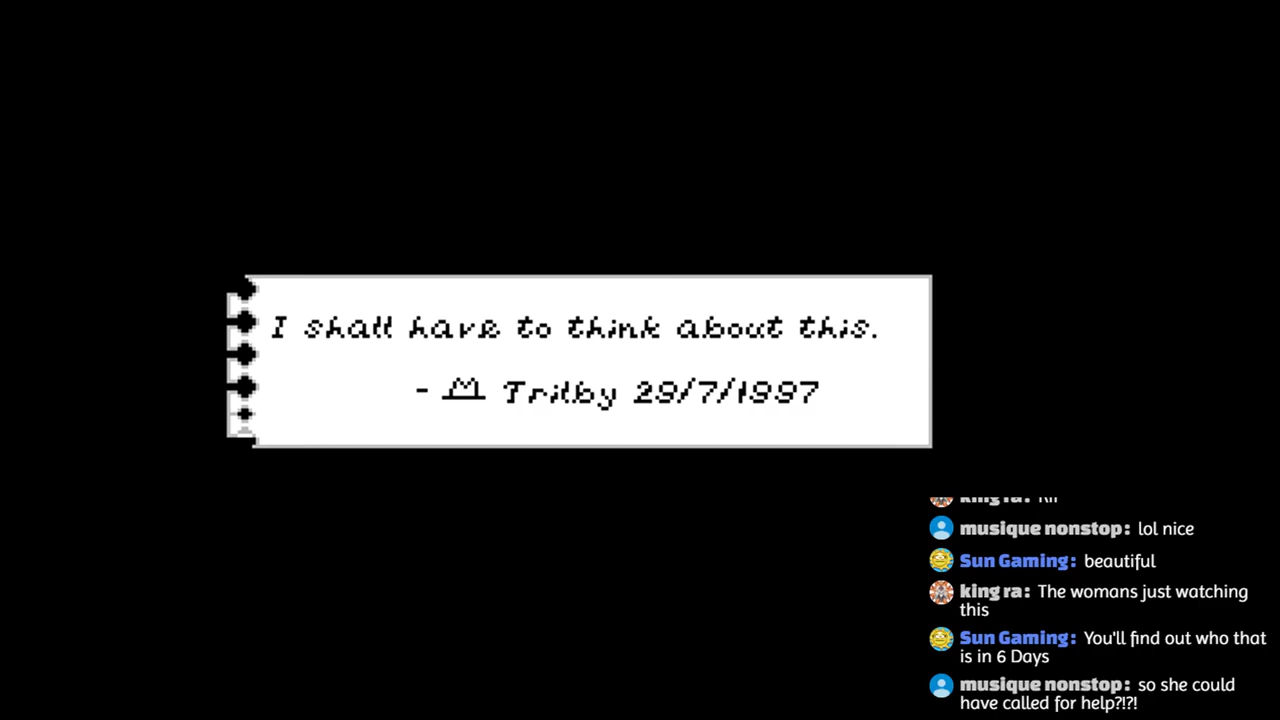 I shall have to think about this.
- Trilby 29/7/1997
king ra:
musique nonstop: lol nice
Sun Gaming: beautiful
king ra: The womans just watching
this
Sun Gaming: You'll find out who that
is in 6 Days
musique nonstop: so she could
have called for help?!?!